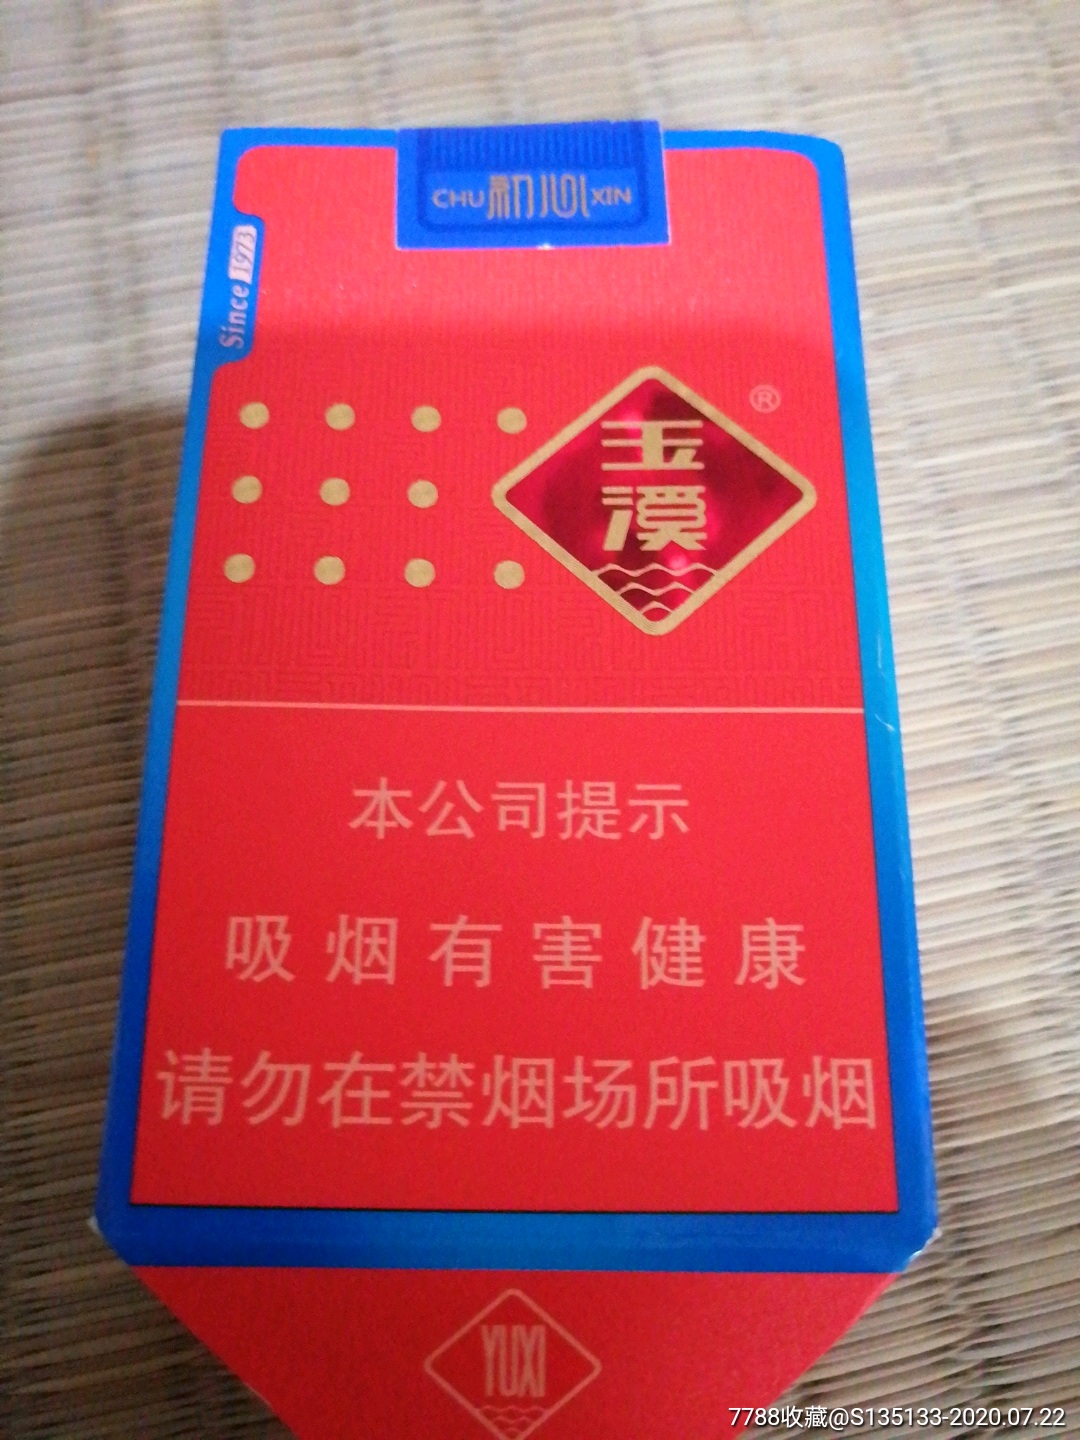 CHU 初心 XIN
Since 1973
®
玉
溪
本公司提示
吸烟有害健康
请勿在禁烟场所吸烟
YUXI
7788收藏@S135133-2020.07.22